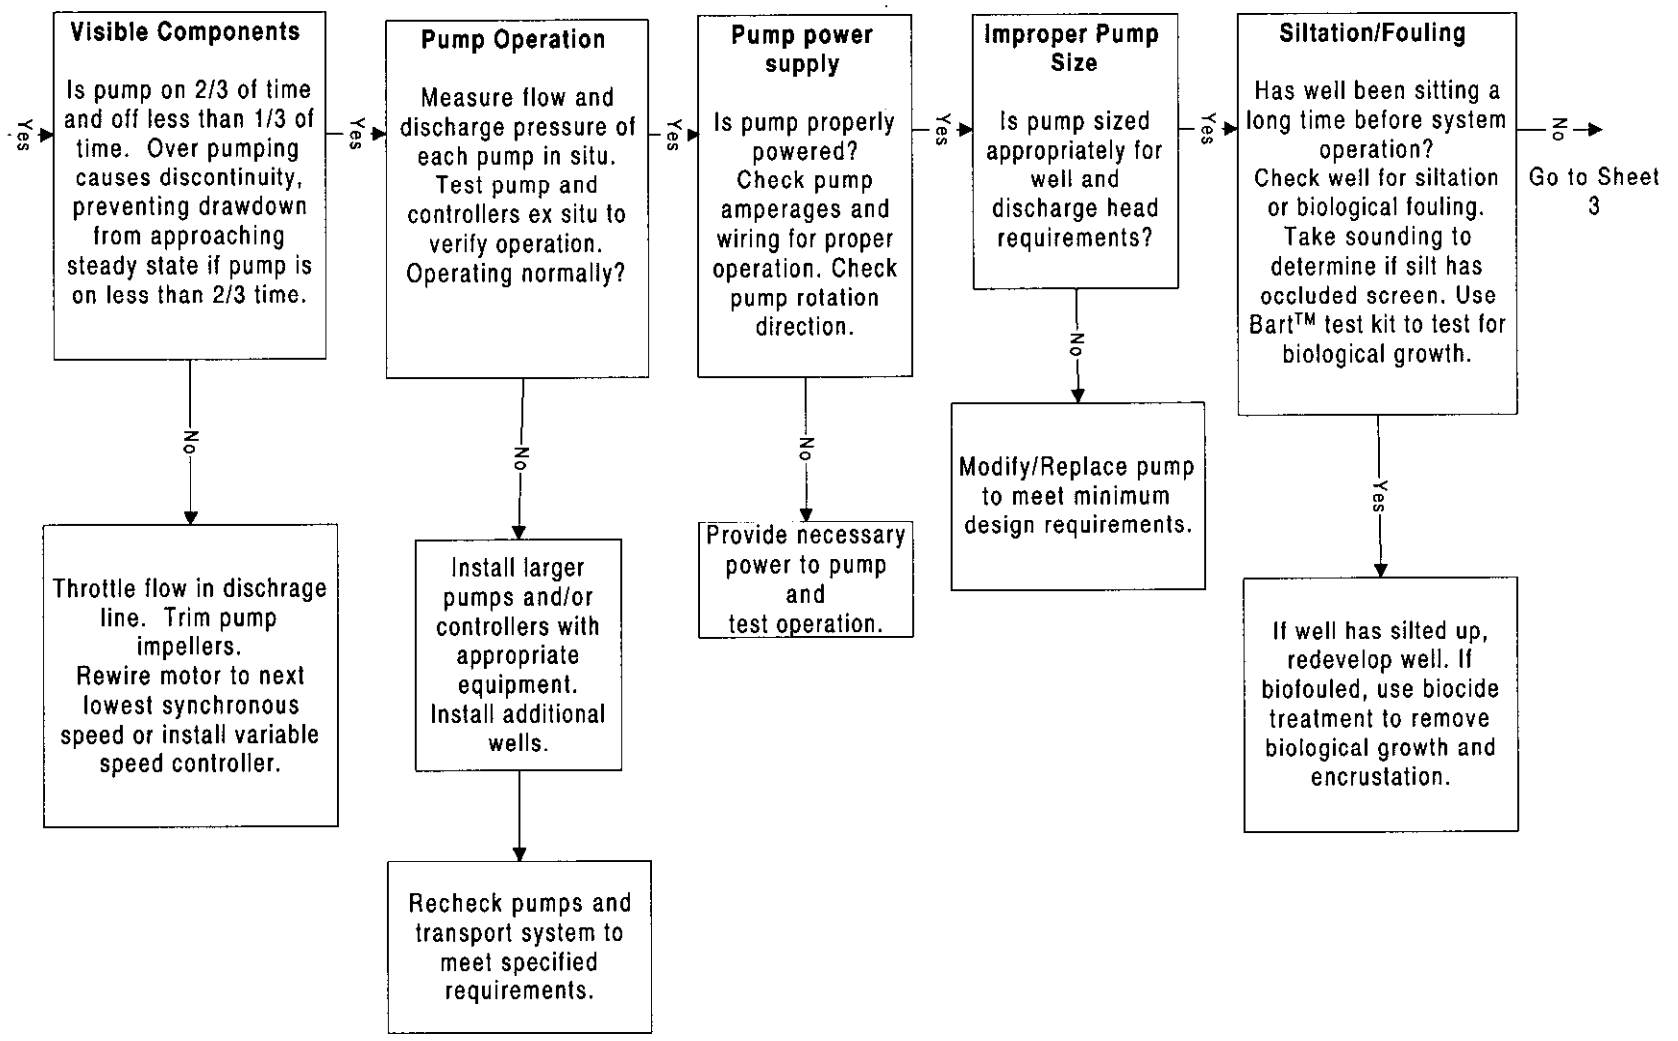 Yes
Visible Components
Is pump on 2/3 of time
and off less than 1/3 of
time. Over pumping
causes discontinuity,
preventing drawdown
from approaching
steady state if pump is
on less than 2/3 time.
Yes
Pump Operation
Measure flow and
discharge pressure of
each pump in situ.
Test pump and
controllers ex situ to
verify operation.
Operating normally?
Yes
Pump power
supply
Is pump properly
powered?
Check pump
amperages and
wiring for proper
operation. Check
pump rotation
direction.
Yes
Improper Pump
Size
Is pump sized
appropriately for
well and
discharge head
requirements?
Yes
Siltation/Fouling
Has well been sitting a
long time before system
operation?
Check well for siltation
or biological fouling.
Take sounding to
determine if silt has
occluded screen. Use
Bart™ test kit to test for
biological growth.
No
Go to Sheet
3
No
Throttle flow in dischrage
line. Trim pump
impellers.
Rewire motor to next
lowest synchronous
speed or install variable
speed controller.
No
Install larger
pumps and/or
controllers with
appropriate
equipment.
Install additional
wells.
Recheck pumps and
transport system to
meet specified
requirements.
No
Provide necessary
power to pump
and
test operation.
No
Modify/Replace pump
to meet minimum
design requirements.
Yes
If well has silted up,
redevelop well. If
biofouled, use biocide
treatment to remove
biological growth and
encrustation.